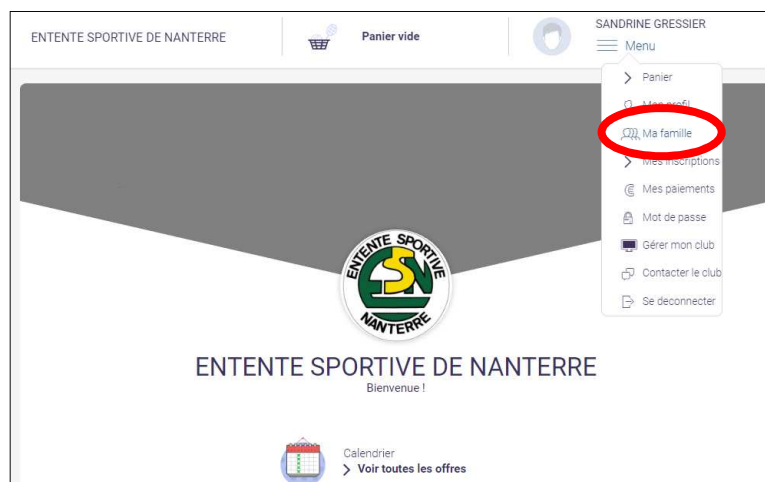 ENTENTE SPORTIVE DE NANTERRE
Panier vide
SANDRINE GRESSIER
Menu
Panier
Mon profil
Ma famille
Mes inscriptions
Mes paiements
Mot de passe
Gérer mon club
Contacter le club
Se deconnecter
ENTENTE SPORTIVE
ESN
NANTERRE
ENTENTE SPORTIVE DE NANTERRE
Bienvenue !
Calendrier
Voir toutes les offres